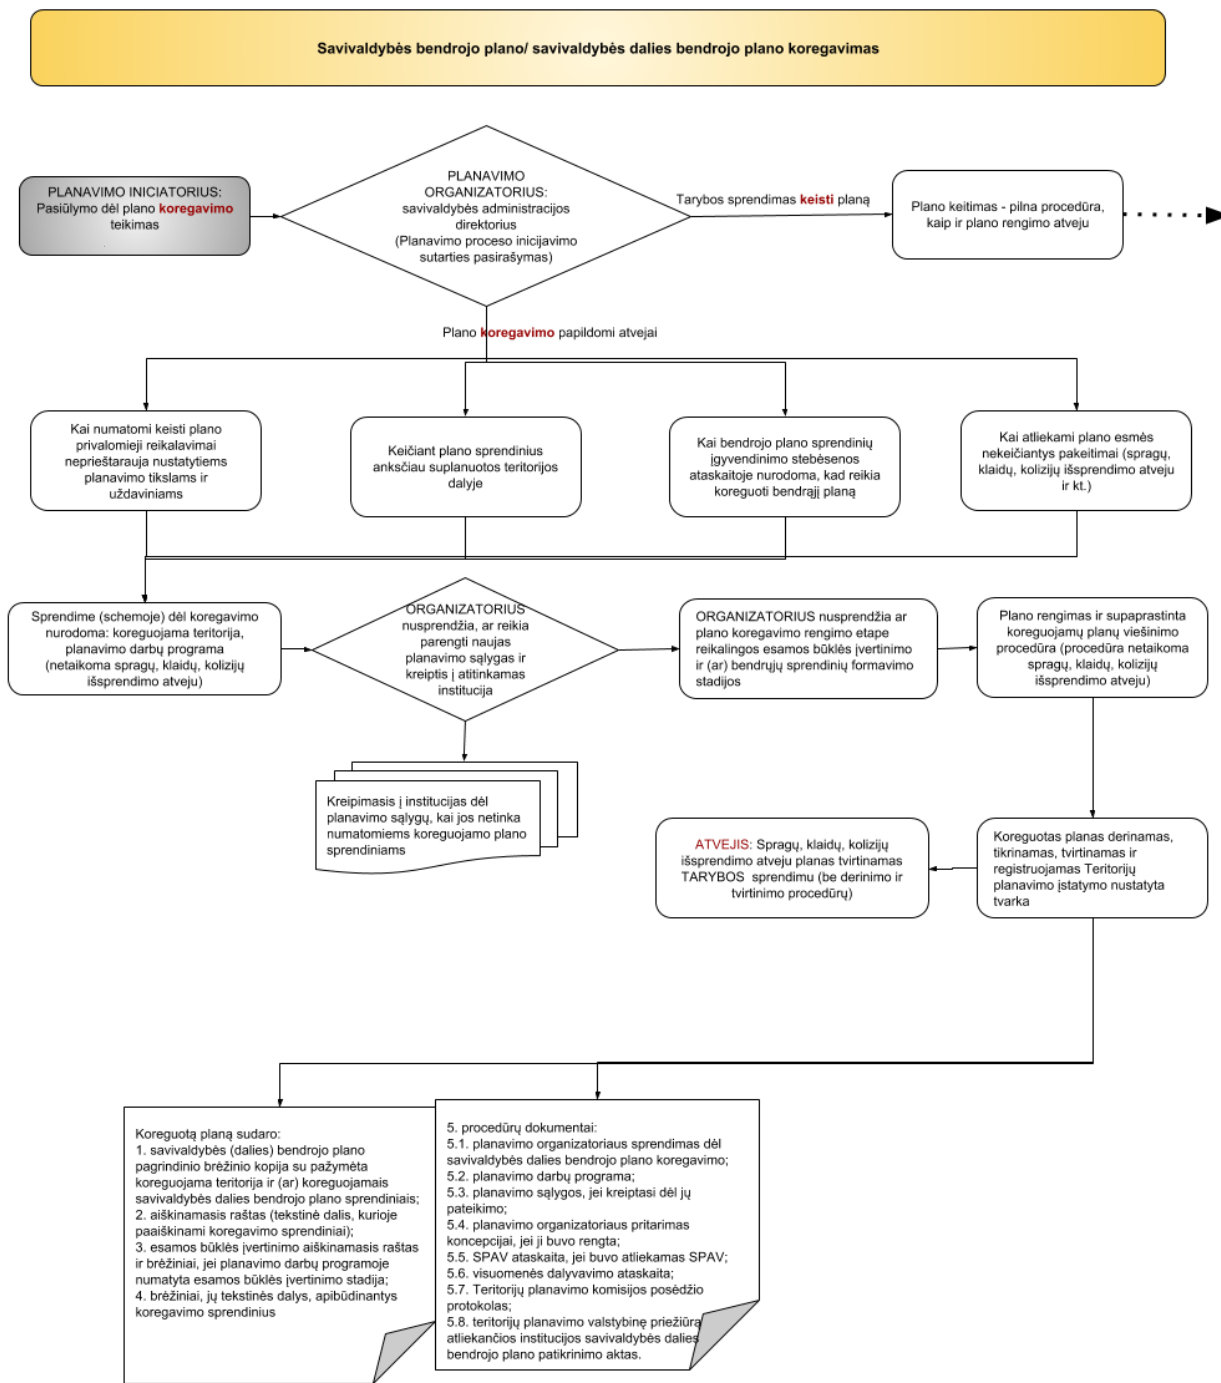 Savivaldybės bendrojo plano/ savivaldybės dalies bendrojo plano koregavimas
PLANAVIMO INICIATORIUS:
Pasiūlymo dėl plano koregavimo
teikimas
PLANAVIMO
ORGANIZATORIUS:
savivaldybės administracijos
direktorius
(Planavimo proceso inicijavimo
sutarties pasirašymas)
Tarybos sprendimas keisti planą
Plano keitimas - pilna procedūra,
kaip ir plano rengimo atveju
Plano koregavimo papildomi atvejai
Kai numatomi keisti plano
privalomieji reikalavimai
neprieštarauja nustatytiems
planavimo tikslams ir
uždaviniams
Keičiant plano sprendinius
anksčiau suplanuotos teritorijos
dalyje
Kai bendrojo plano sprendinių
įgyvendinimo stebėsenos
ataskaitoje nurodoma, kad reikia
koreguoti bendrąjį planą
Kai atliekami plano esmės
nekeičiantys pakeitimai (spragų,
klaidų, kolizijų išsprendimo atveju
ir kt.)
Sprendime (schemoje) dėl koregavimo
nurodoma: koreguojama teritorija,
planavimo darbų programa
(netaikoma spragų, klaidų, kolizijų
išsprendimo atveju)
ORGANIZATORIUS
nusprendžia, ar reikia
parengti naujas
planavimo sąlygas ir
kreiptis į atitinkamas
institucija
ORGANIZATORIUS nusprendžia ar
plano koregavimo rengimo etape
reikalingos esamos būklės įvertinimo
ir (ar) bendrųjų sprendinių formavimo
stadijos
Plano rengimas ir supaprastinta
koreguojamų planų viešinimo
procedūra (procedūra netaikoma
spragų, klaidų, kolizijų
išsprendimo atveju)
Kreipimasis į institucijas dėl
planavimo sąlygų, kai jos netinka
numatomiems koreguojamo plano
sprendiniams
ATVEJIS: Spragų, klaidų, kolizijų
išsprendimo atveju planas tvirtinamas
TARYBOS sprendimu (be derinimo ir
tvirtinimo procedūrų)
Koreguotas planas derinamas,
tikrinamas, tvirtinamas ir
registruojamas Teritorijų
planavimo įstatymo nustatyta
tvarka
Koreguotą planą sudaro:
1. savivaldybės (dalies) bendrojo plano
pagrindinio brėžinio kopija su pažymėta
koreguojama teritorija ir (ar) koreguojamais
savivaldybės dalies bendrojo plano sprendiniais;
2. aiškinamasis raštas (tekstinė dalis, kurioje
paaiškinami koregavimo sprendiniai);
3. esamos būklės įvertinimo aiškinamasis raštas
ir brėžiniai, jei planavimo darbų programoje
numatyta esamos būklės įvertinimo stadija;
4. brėžiniai, jų tekstinės dalys, apibūdinantys
koregavimo sprendinius
5. procedūrų dokumentai:
5.1. planavimo organizatoriaus sprendimas dėl
savivaldybės dalies bendrojo plano koregavimo;
5.2. planavimo darbų programa;
5.3. planavimo sąlygos, jei kreiptasi dėl jų
pateikimo;
5.4. planavimo organizatoriaus pritarimas
koncepcijai, jei ji buvo rengta;
5.5. SPAV ataskaita, jei buvo atliekamas SPAV;
5.6. visuomenės dalyvavimo ataskaita;
5.7. Teritorijų planavimo komisijos posėdžio
protokolas;
5.8. teritorijų planavimo valstybinę priežiūrą
atliekančios institucijos savivaldybės dalies
bendrojo plano patikrinimo aktas.